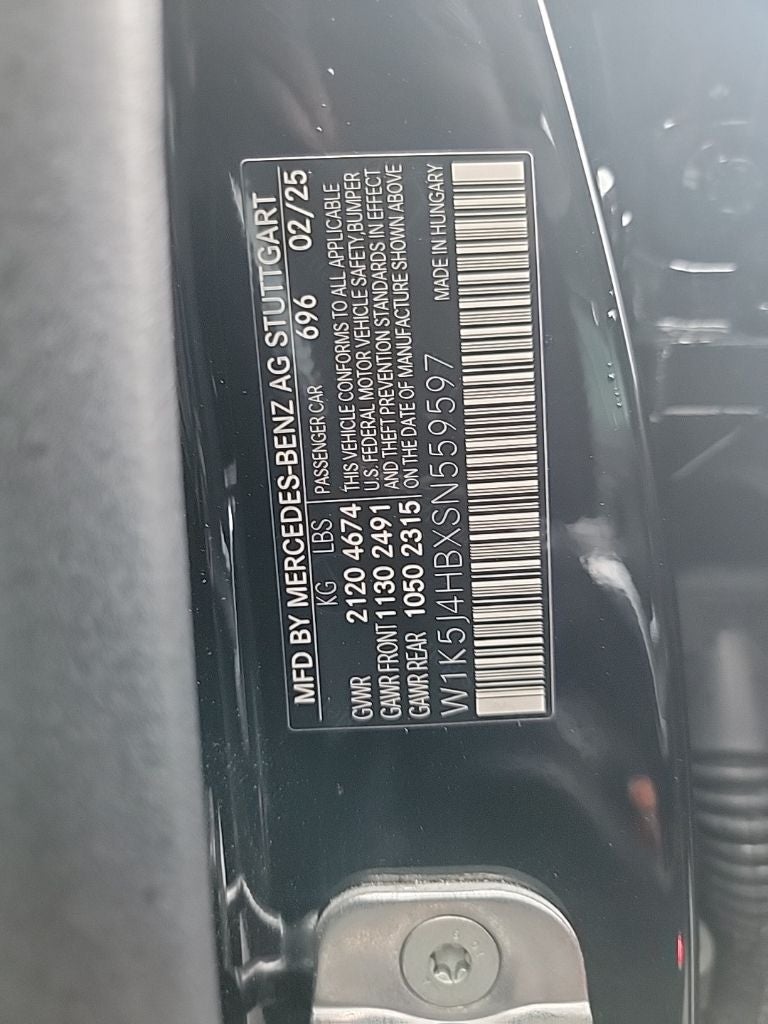 MFD BY MERCEDES-BENZ AG STUTTGART
KG LBS PASSENGER CAR 696 02/25
GVWR 2120 4674
GAWR FRONT 1130 2491
GAWR REAR 1050 2315
THIS VEHICLE CONFORMS TO ALL APPLICABLE
U.S. FEDERAL MOTOR VEHICLE SAFETY, BUMPER
AND THEFT PREVENTION STANDARDS IN EFFECT
ON THE DATE OF MANUFACTURE SHOWN ABOVE
W1K5J4HBXSN559597 MADE IN HUNGARY